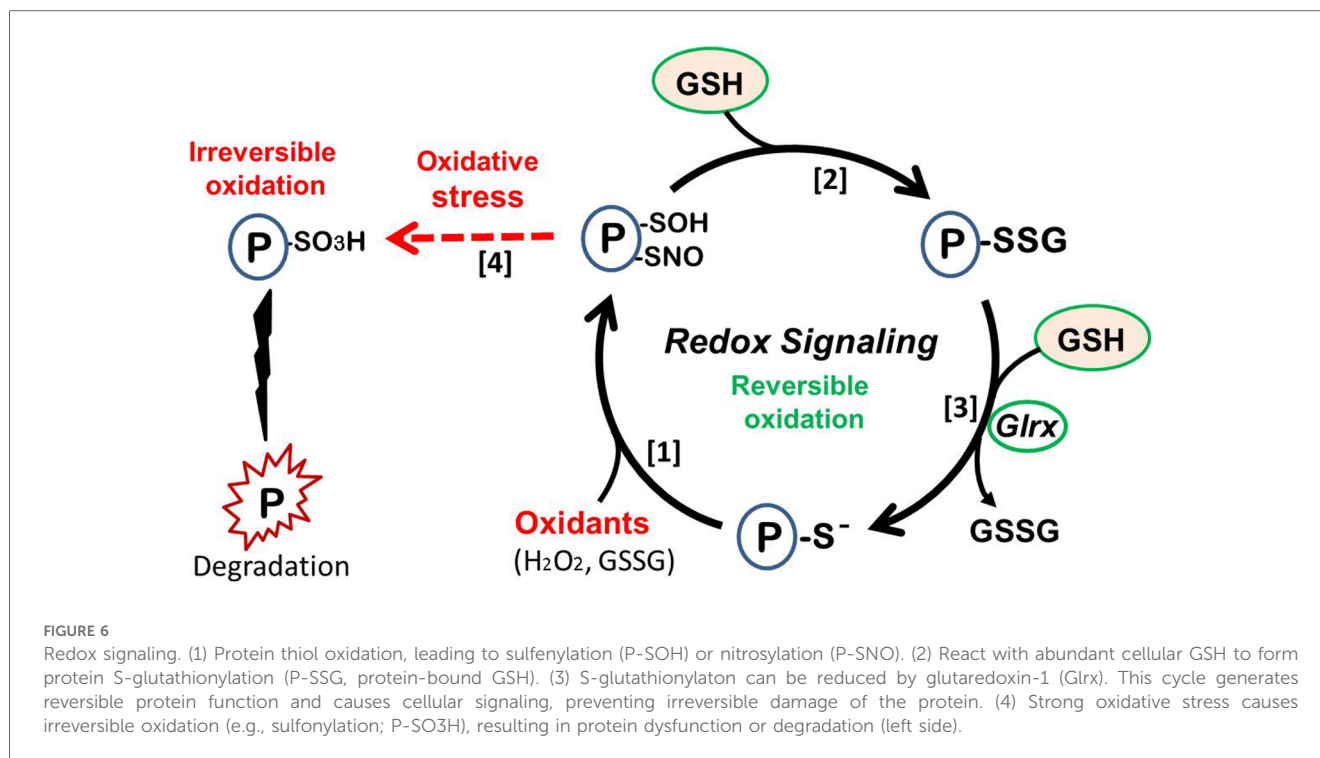 GSH
Irreversible
oxidation
Oxidative
stress
[2]
P -SO3H
[4]
P -SOH
-SNO
P -SSG
Redox Signaling
Reversible
oxidation
GSH
[3]
Glrx
[1]
P
Degradation
Oxidants
(H2O2, GSSG)
P -S-
GSSG
FIGURE 6
Redox signaling. (1) Protein thiol oxidation, leading to sulfenylation (P-SOH) or nitrosylation (P-SNO). (2) React with abundant cellular GSH to form
protein S-glutathionylation (P-SSG, protein-bound GSH). (3) S-glutathionylaton can be reduced by glutaredoxin-1 (Glrx). This cycle generates
reversible protein function and causes cellular signaling, preventing irreversible damage of the protein. (4) Strong oxidative stress causes
irreversible oxidation (e.g., sulfonylation; P-SO3H), resulting in protein dysfunction or degradation (left side).